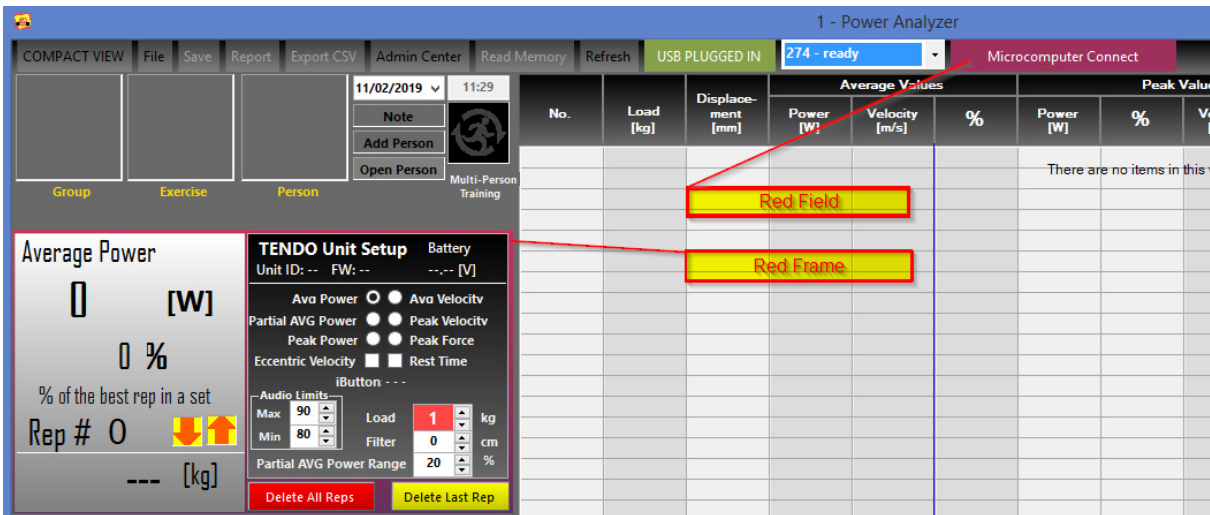 1 - Power Analyzer
COMPACT VIEW File Save Report Export CSV Admin Center Read Memory Refresh USB PLUGGED IN 274 - ready Microcomputer Connect
11/02/2019 11:29
Note
Add Person
Open Person
Multi-Person
Training
Group Exercise Person
No. Load [kg] Displace-ment [mm] Average Values Power [W] Velocity [m/s] % Peak Valu Power [W] % V
There are no items in this
Red Field
Red Frame
Average Power
0 [W]
0 %
% of the best rep in a set
Rep # 0
--- [kg]
TENDO Unit Setup Battery
Unit ID: -- FW: -- --.-- [V]
Avg Power Avg Velocity
Partial AVG Power Peak Velocity
Peak Power Peak Force
Eccentric Velocity Rest Time
iButton - - -
Audio Limits
Max 90 Load 1 kg
Min 80 Filter 0 cm
Partial AVG Power Range 20 %
Delete All Reps Delete Last Rep